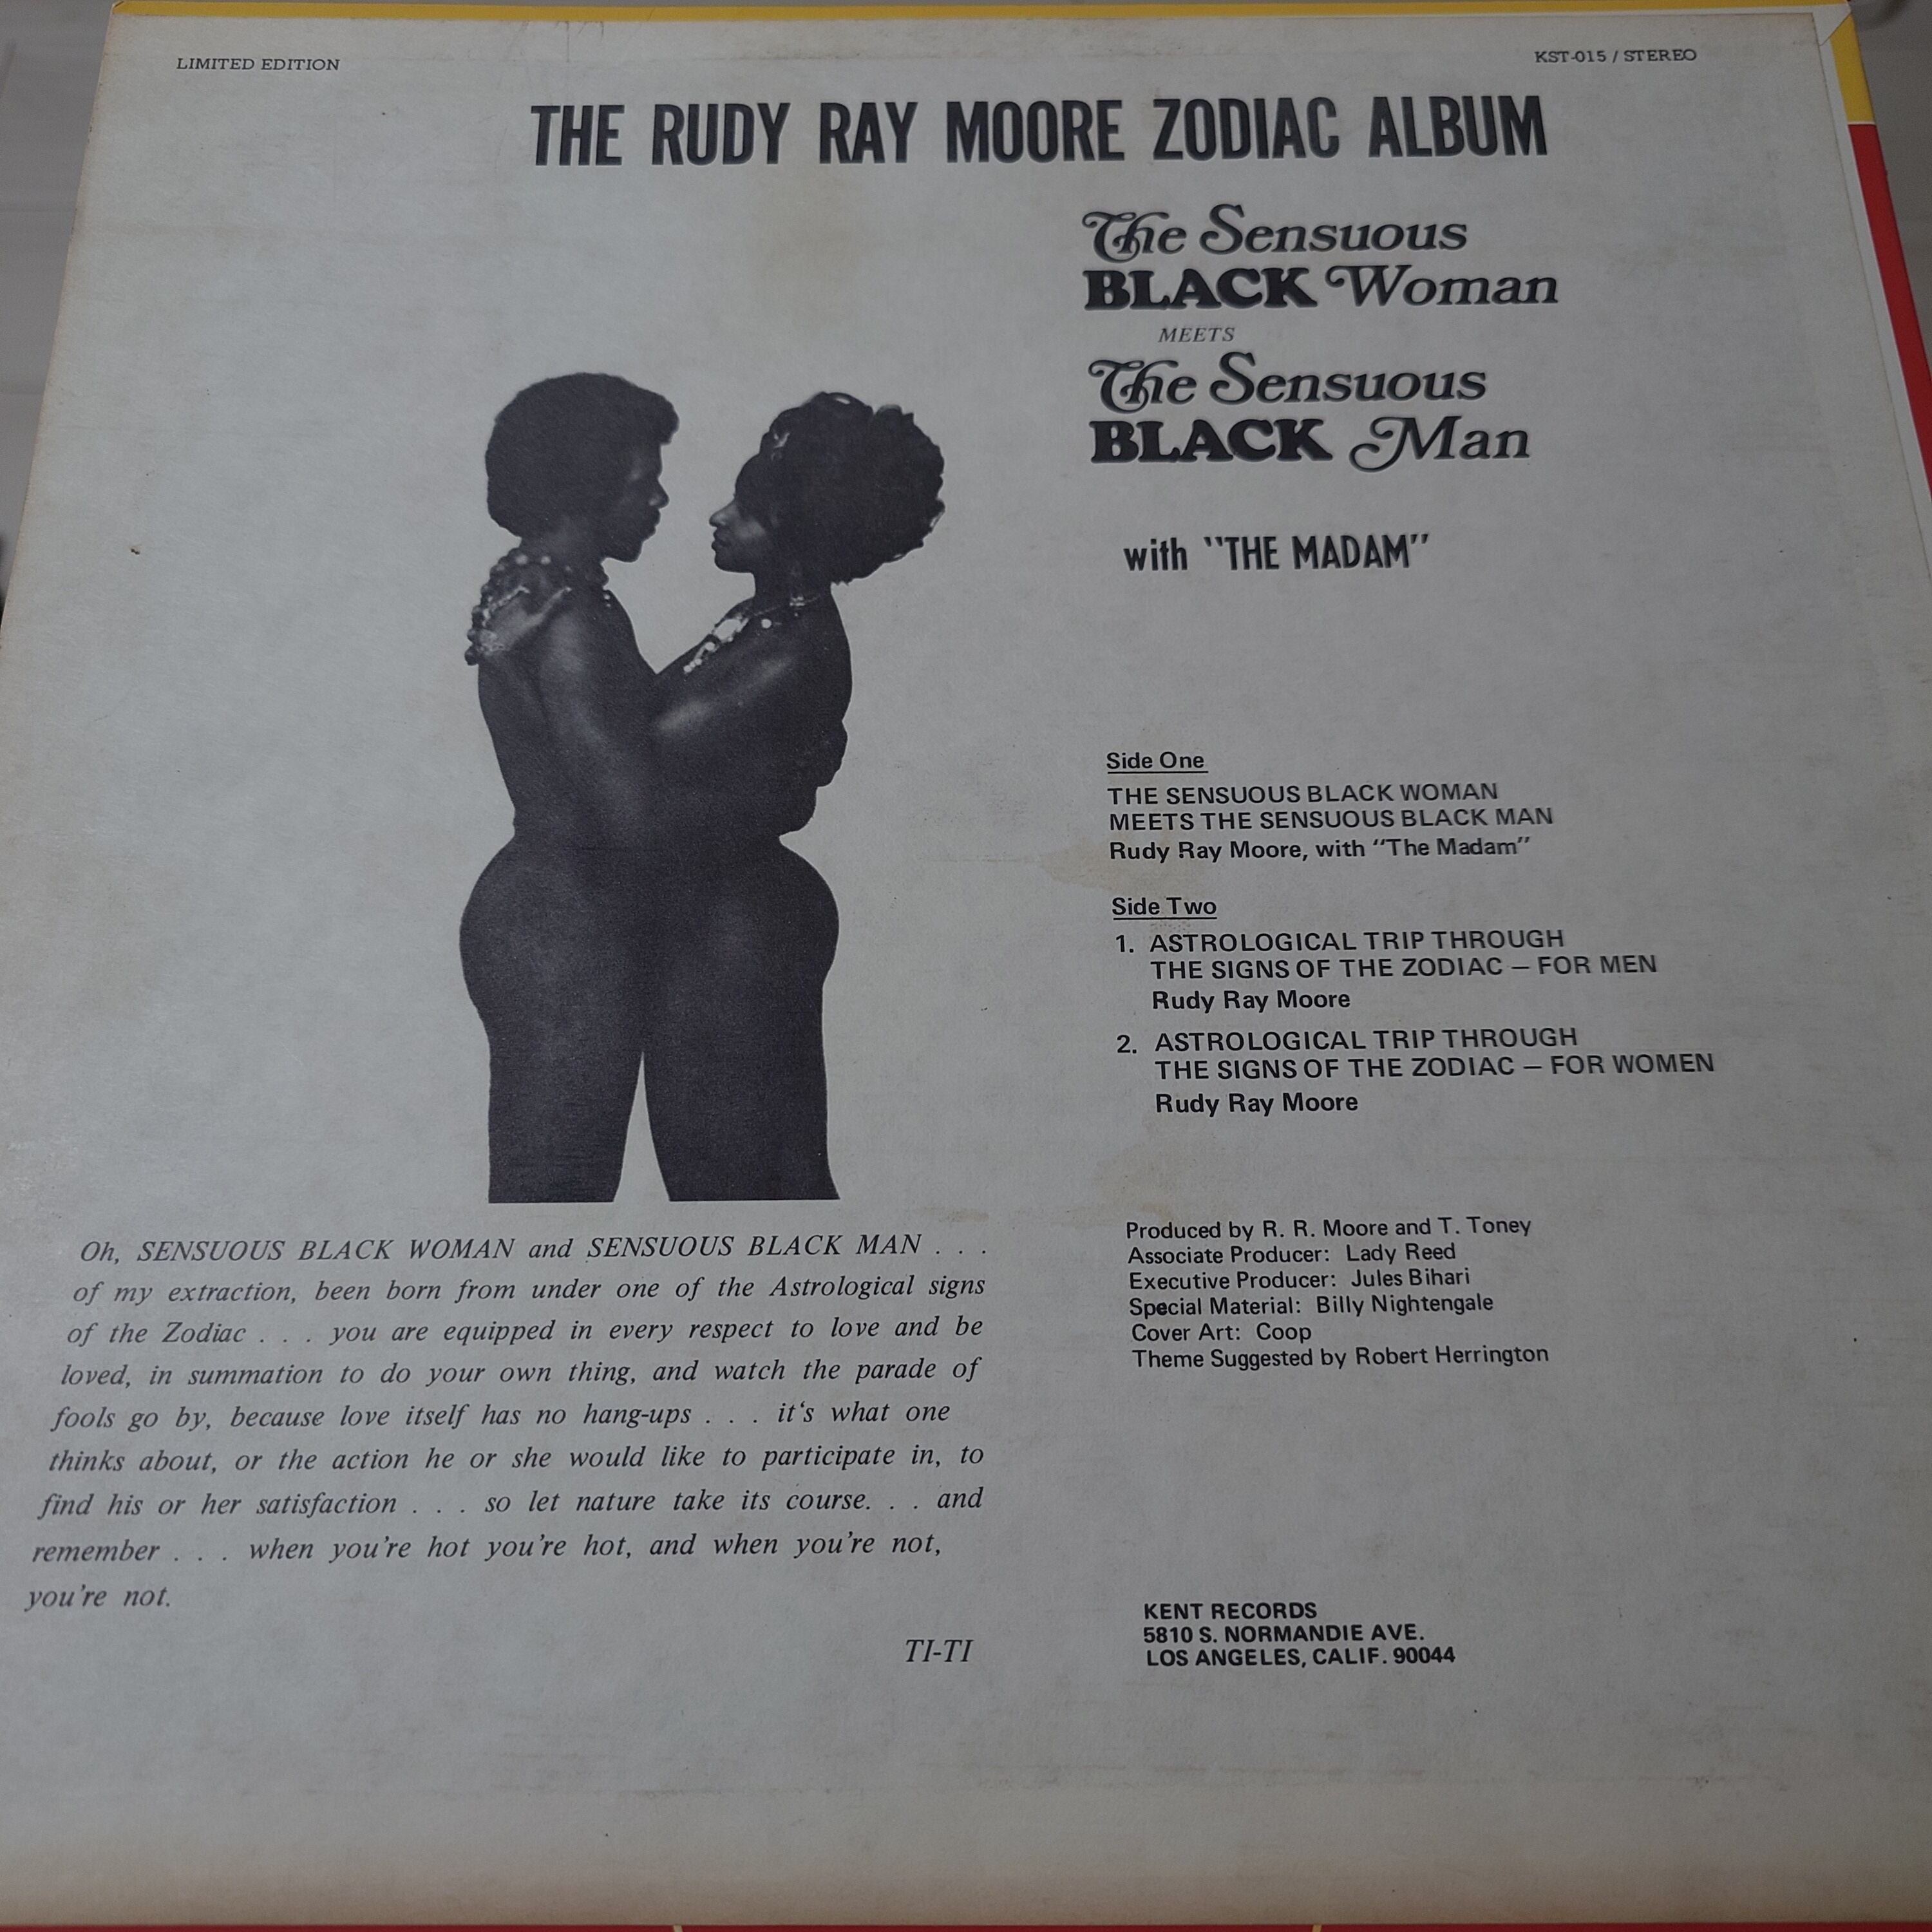 LIMITED EDITION
KST-015 / STEREO
THE RUDY RAY MOORE ZODIAC ALBUM
The Sensuous
BLACK Woman
MEETS
The Sensuous
BLACK Man
with "THE MADAM"
Side One
THE SENSUOUS BLACK WOMAN
MEETS THE SENSUOUS BLACK MAN
Rudy Ray Moore, with "The Madam"
Side Two
1. ASTROLOGICAL TRIP THROUGH
THE SIGNS OF THE ZODIAC – FOR MEN
Rudy Ray Moore
2. ASTROLOGICAL TRIP THROUGH
THE SIGNS OF THE ZODIAC – FOR WOMEN
Rudy Ray Moore
Oh, SENSUOUS BLACK WOMAN and SENSUOUS BLACK MAN . . .
of my extraction, been born from under one of the Astrological signs
of the Zodiac . . . you are equipped in every respect to love and be
loved, in summation to do your own thing, and watch the parade of
fools go by, because love itself has no hang-ups . . . it's what one
thinks about, or the action he or she would like to participate in, to
find his or her satisfaction . . . so let nature take its course. . . and
remember . . . when you're hot you're hot, and when you're not,
you're not.
TI-TI
Produced by R. R. Moore and T. Toney
Associate Producer: Lady Reed
Executive Producer: Jules Bihari
Special Material: Billy Nightengale
Cover Art: Coop
Theme Suggested by Robert Herrington
KENT RECORDS
5810 S. NORMANDIE AVE.
LOS ANGELES, CALIF. 90044